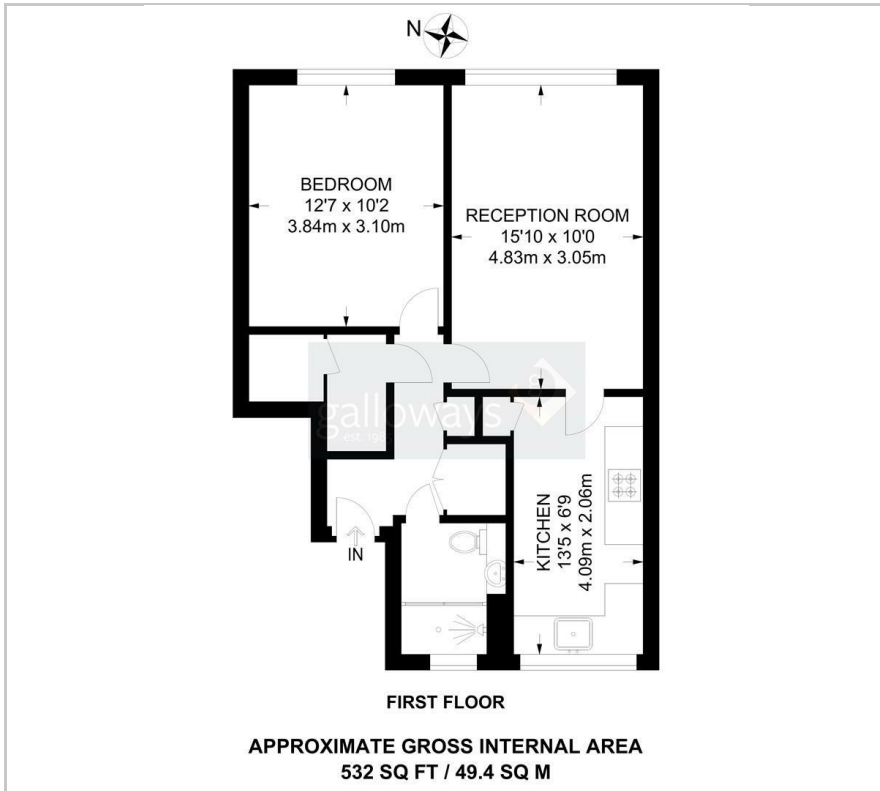 N
BEDROOM
12'7 x 10'2
3.84m x 3.10m
RECEPTION ROOM
15'10 x 10'0
4.83m x 3.05m
galloways
KITCHEN
13'5 x 6'9
4.09m x 2.06m
IN
FIRST FLOOR
APPROXIMATE GROSS INTERNAL AREA
532 SQ FT / 49.4 SQ M